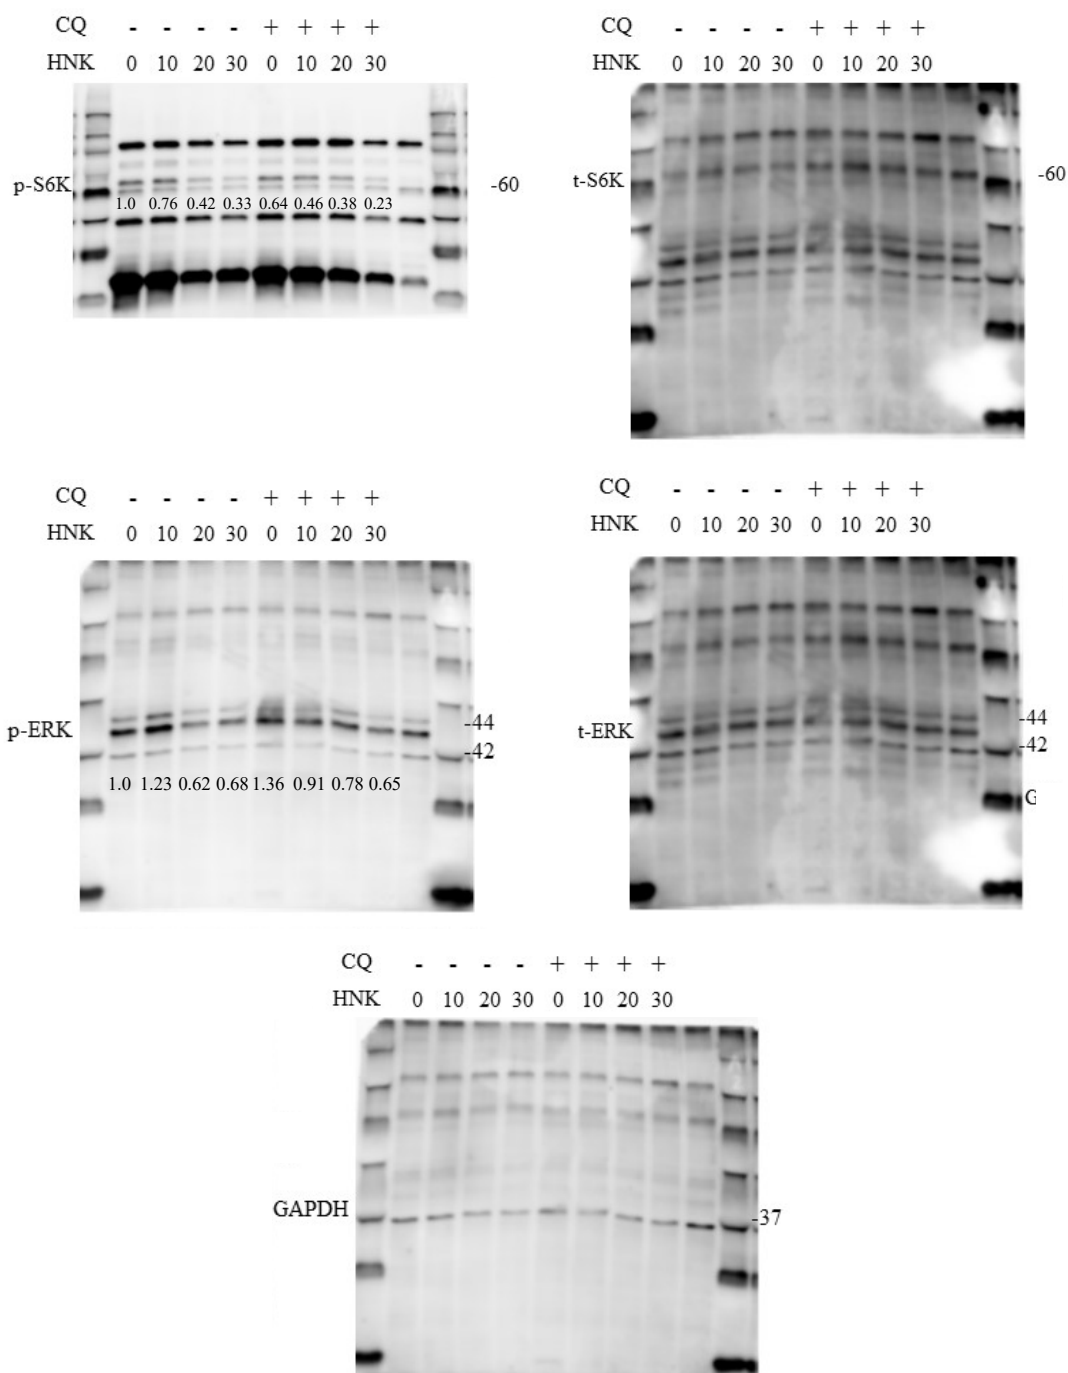 CQ - - - - + + + +
HNK 0 10 20 30 0 10 20 30
p-S6K
-60
1.0 0.76 0.42 0.33 0.64 0.46 0.38 0.23
CQ - - - - + + + +
HNK 0 10 20 30 0 10 20 30
t-S6K
-60
CQ - - - - + + + +
HNK 0 10 20 30 0 10 20 30
p-ERK
-44
-42
1.0 1.23 0.62 0.68 1.36 0.91 0.78 0.65
CQ - - - - + + + +
HNK 0 10 20 30 0 10 20 30
t-ERK
-44
-42
CQ - - - - + + + +
HNK 0 10 20 30 0 10 20 30
GAPDH
-37